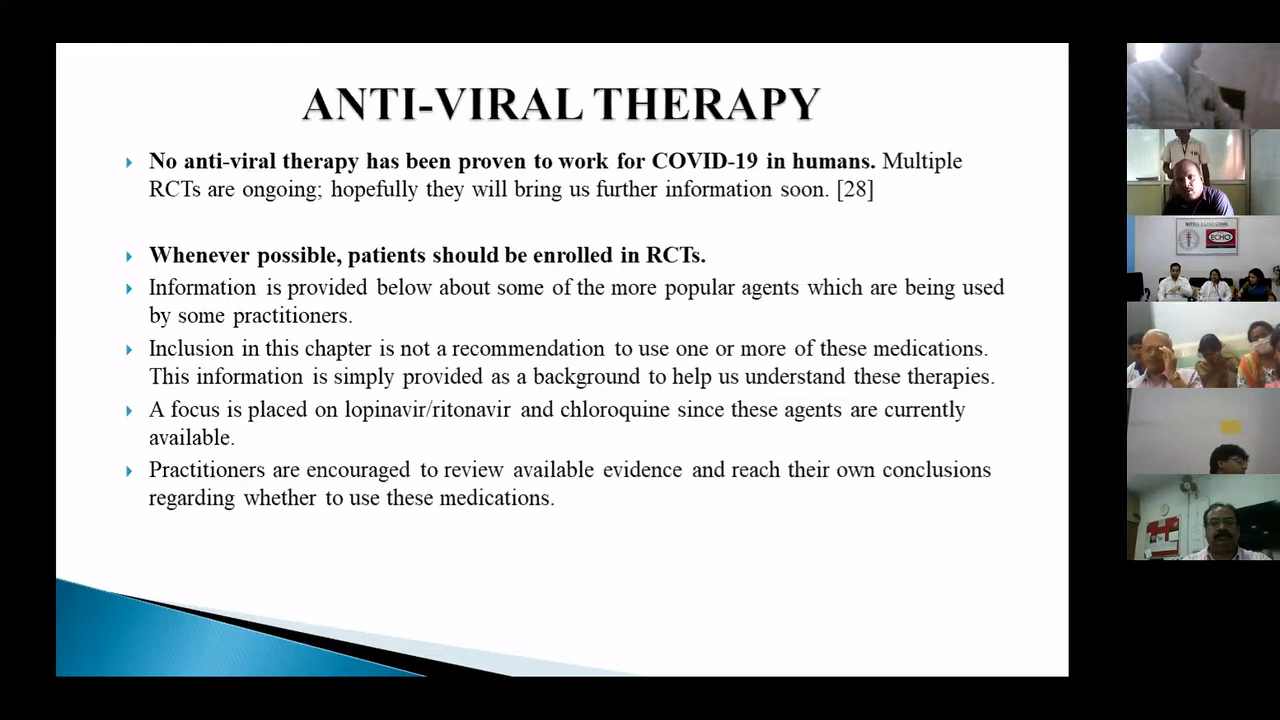 ANTI-VIRAL THERAPY
No anti-viral therapy has been proven to work for COVID-19 in humans. Multiple
RCTs are ongoing; hopefully they will bring us further information soon. [28]
Whenever possible, patients should be enrolled in RCTs.
Information is provided below about some of the more popular agents which are being used
by some practitioners.
Inclusion in this chapter is not a recommendation to use one or more of these medications.
This information is simply provided as a background to help us understand these therapies.
A focus is placed on lopinavir/ritonavir and chloroquine since these agents are currently
available.
Practitioners are encouraged to review available evidence and reach their own conclusions
regarding whether to use these medications.
ECHO